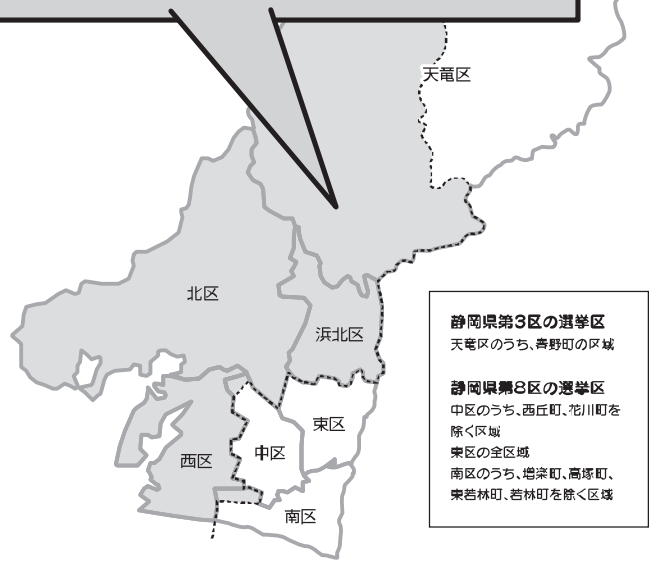 天竜区
北区
浜北区
東区
中区
西区
南区
静岡県第3区の選挙区
天竜区のうち、春野町の区域
静岡県第8区の選挙区
中区のうち、西丘町、花川町を
除く区域
東区の全区域
南区のうち、増楽町、高塚町、
東若林町、若林町を除く区域